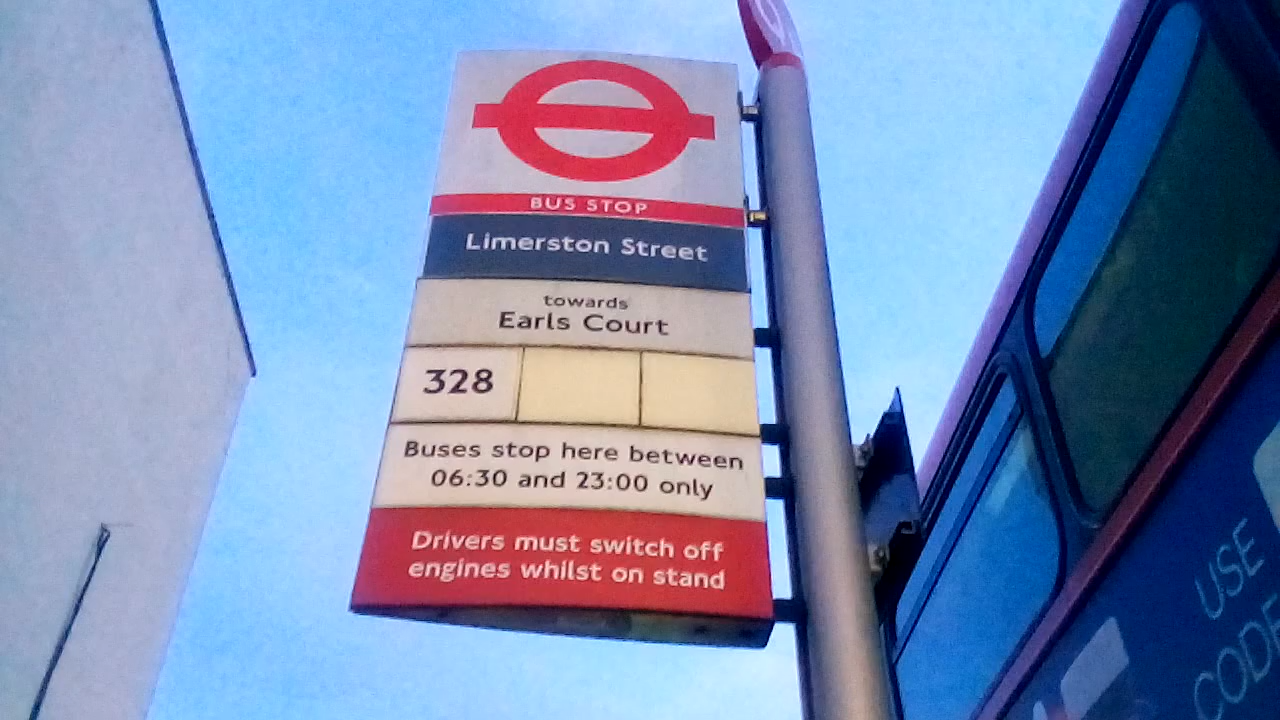 BUS STOP
Limerston Street
towards
Earls Court
328
Buses stop here between
06:30 and 23:00 only
Drivers must switch off
engines whilst on stand
USE
CODE